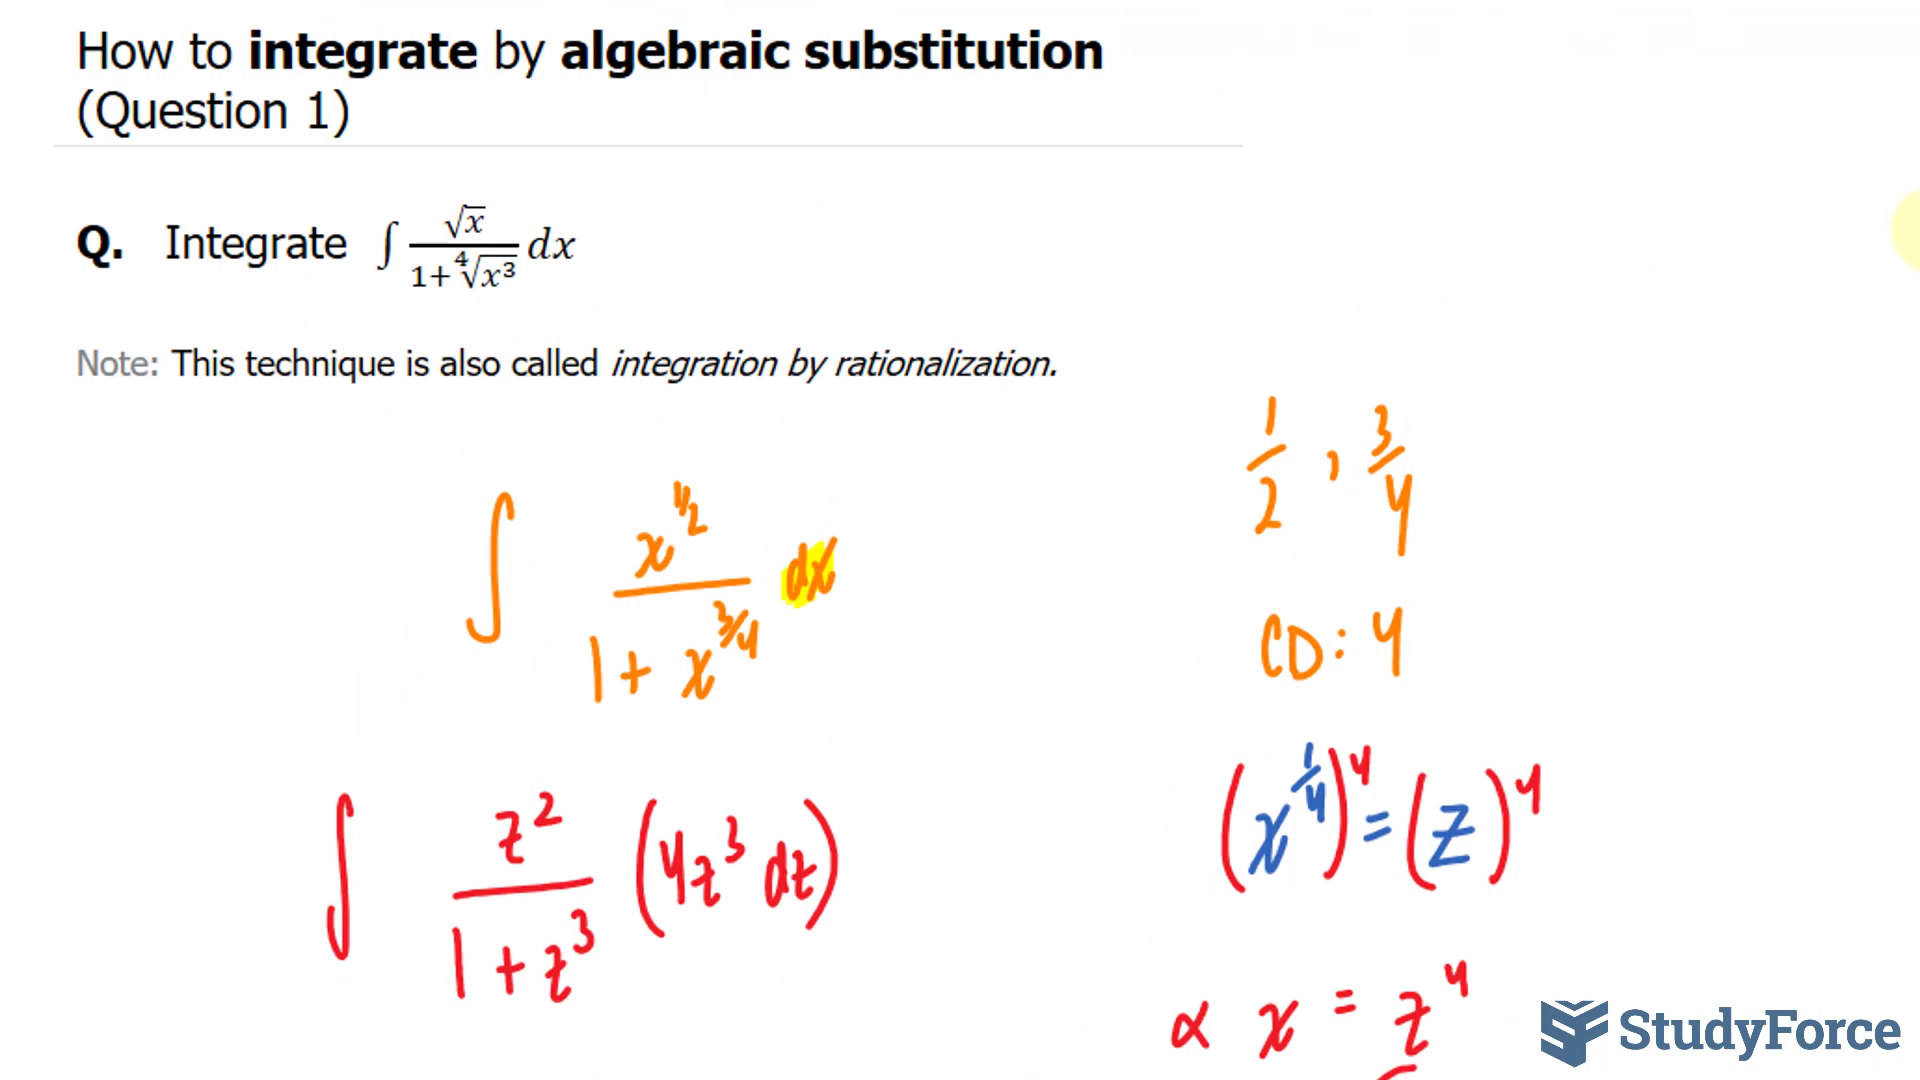 How to integrate by algebraic substitution
(Question 1)
Q. Integrate ∫ √x / (1+∜x³) dx
Note: This technique is also called integration by rationalization.
1/2 , 3/4
∫ x^1/2 / (1 + x^3/4) dx
CD: 4
(x^1/4)^4 = (z)^4
∫ z² / (1 + z³) (4z³ dz)
x = z^4
StudyForce